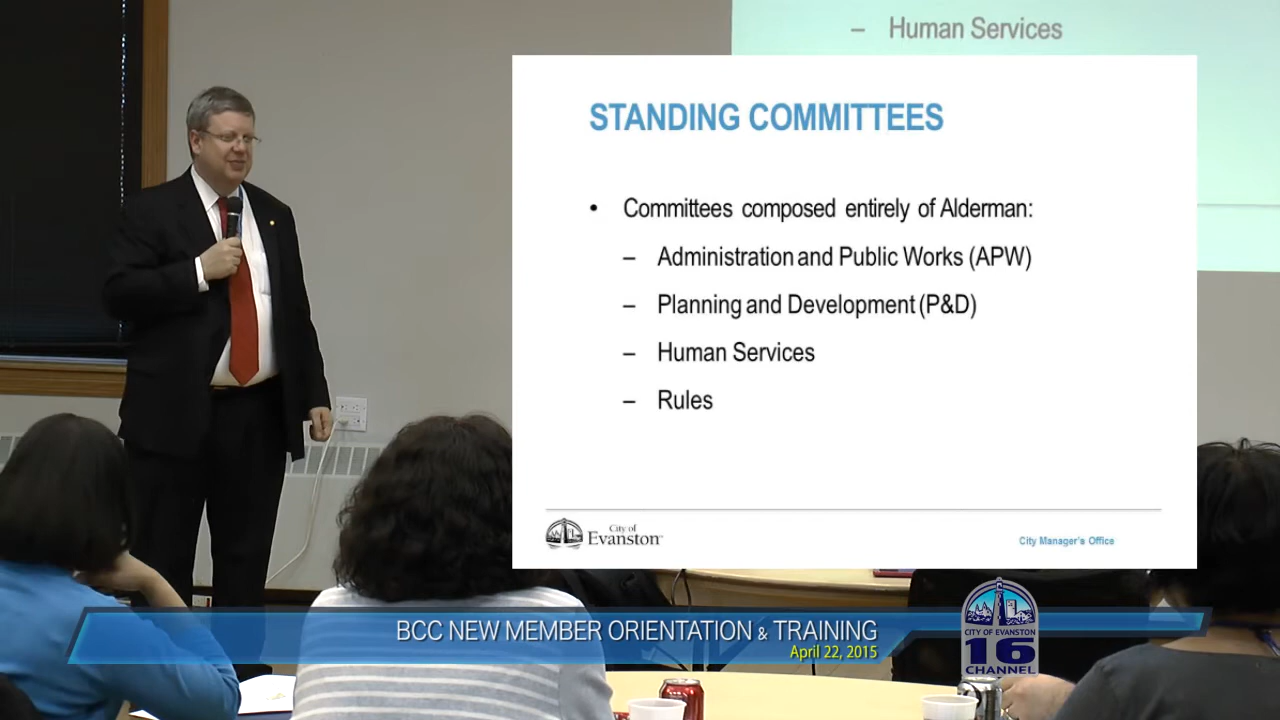 – Human Services
STANDING COMMITTEES
• Committees composed entirely of Alderman:
– Administration and Public Works (APW)
– Planning and Development (P&D)
– Human Services
– Rules
City of
Evanston
City Manager's Office
BCC NEW MEMBER ORIENTATION & TRAINING
April 22, 2015
CITY OF EVANSTON
16
CHANNEL